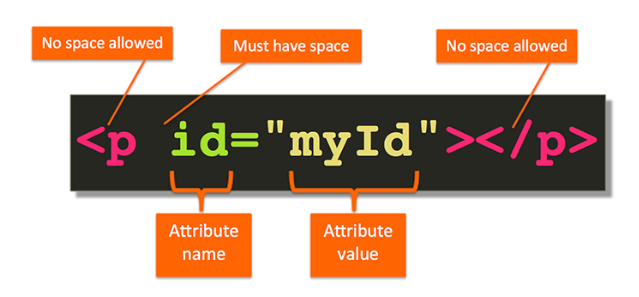 No space allowed
Must have space
No space allowed
<p id="myId"></p>
Attribute
name
Attribute
value